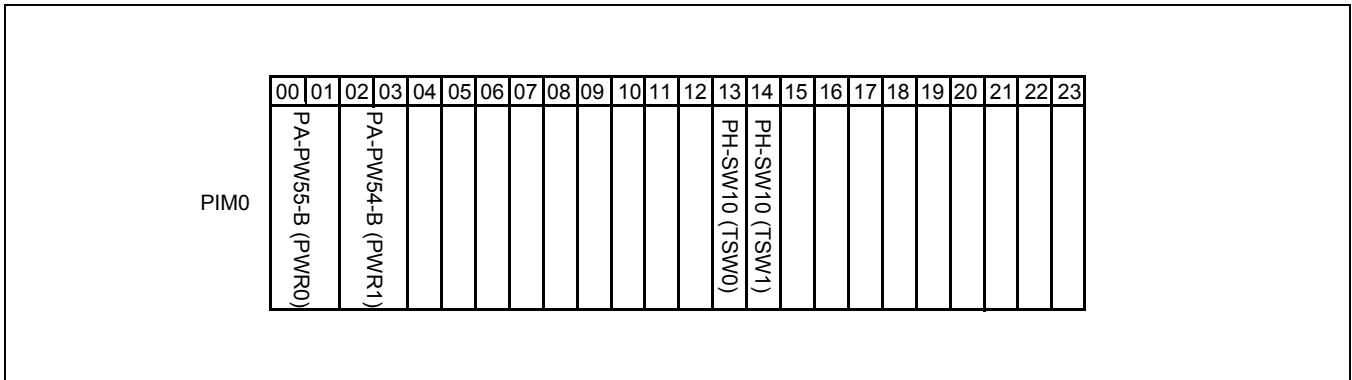 00 01 02 03 04 05 06 07 08 09 10 11 12 13 14 15 16 17 18 19 20 21 22 23
PIM0
PA-PW55-B (PWR0)
PA-PW54-B (PWR1)
PH-SW10 (TSW0)
PH-SW10 (TSW1)